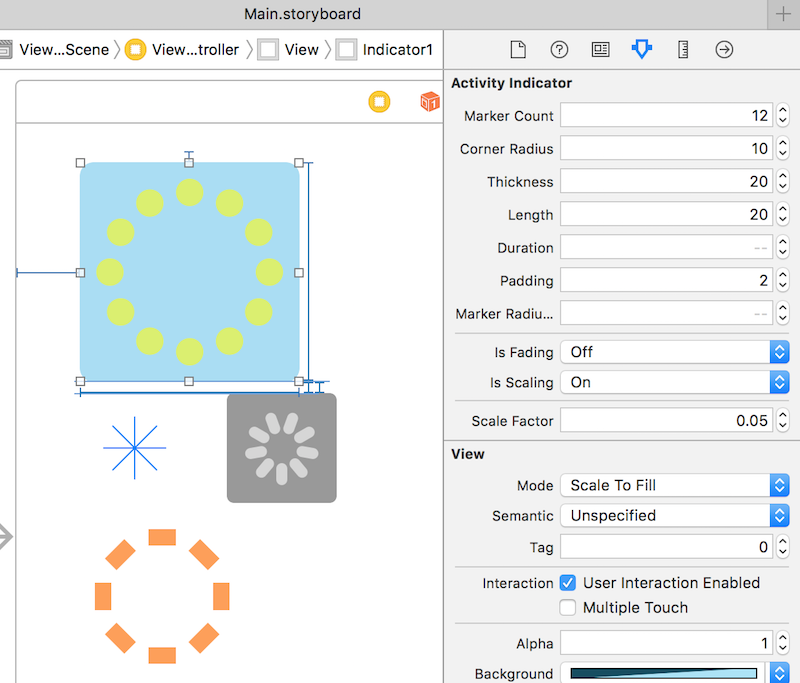 Main.storyboard
View...Scene
View...troller
View
Indicator1
Activity Indicator
Marker Count 12
Corner Radius 10
Thickness 20
Length 20
Duration --
Padding 2
Marker Radiu... --
Is Fading Off
Is Scaling On
Scale Factor 0.05
View
Mode Scale To Fill
Semantic Unspecified
Tag 0
Interaction User Interaction Enabled
Multiple Touch
Alpha 1
Background